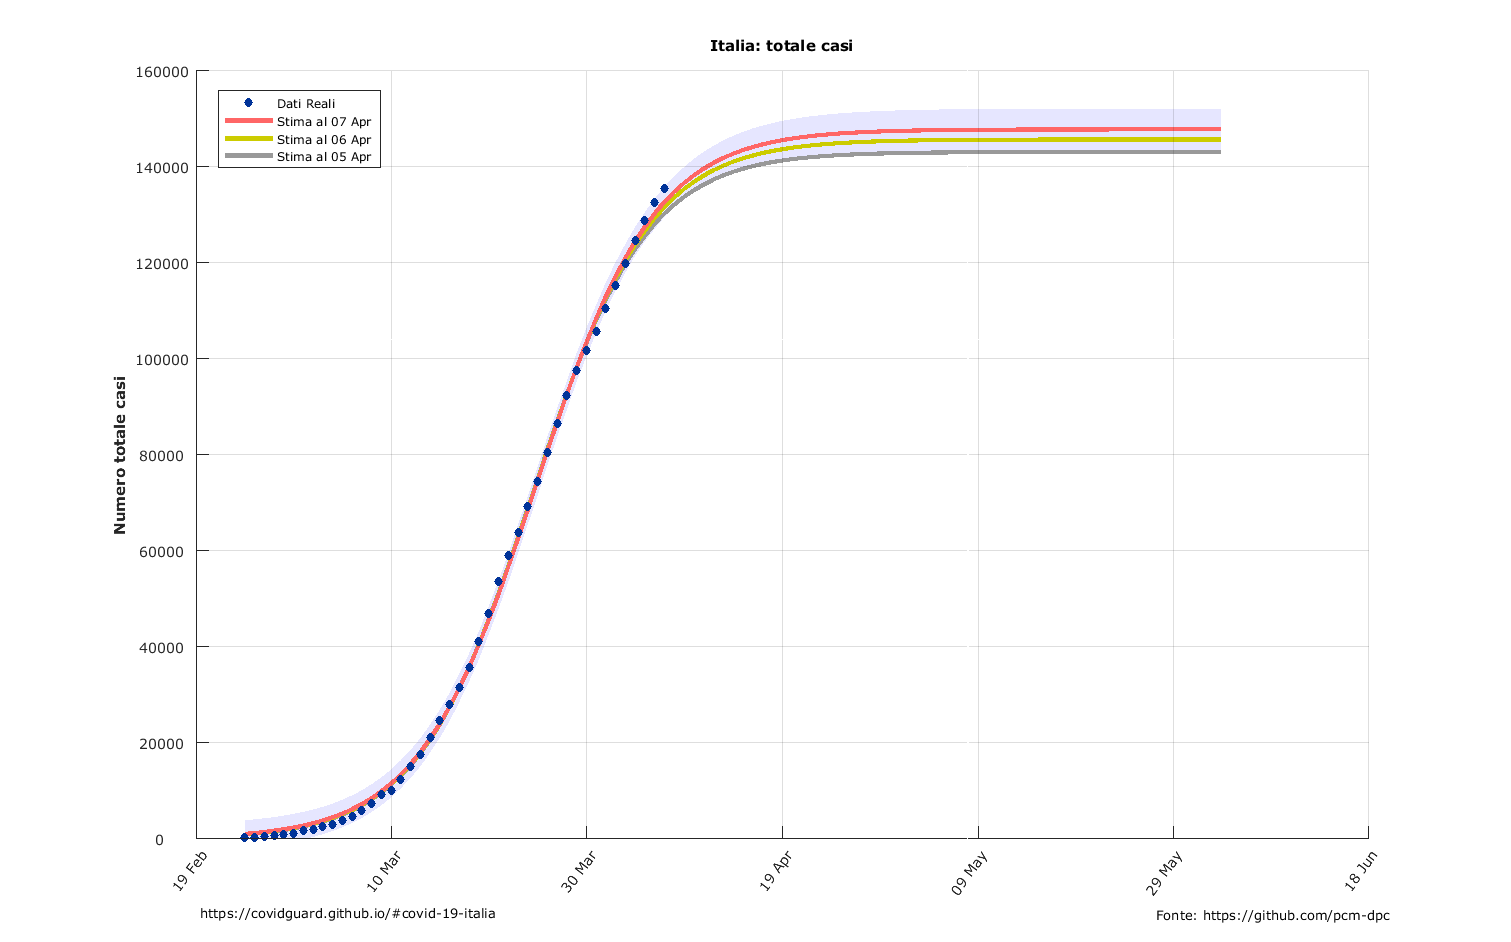 Italia: totale casi
160000
140000
120000
100000
80000
60000
40000
20000
0
Numero totale casi
Dati Reali
Stima al 07 Apr
Stima al 06 Apr
Stima al 05 Apr
19 Feb
10 Mar
30 Mar
19 Apr
09 May
29 May
18 Jun
https://covidguard.github.io/#covid-19-italia
Fonte: https://github.com/pcm-dpc